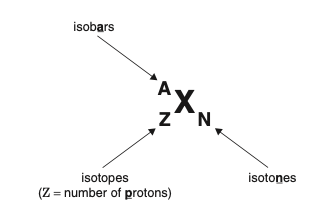 isobars
A
X
Z N
isotopes isotones
(Z = number of protons)